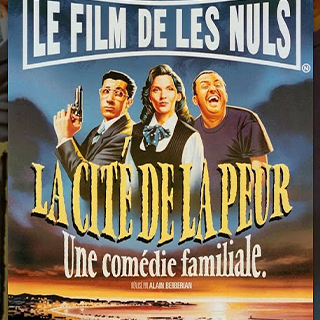 LE FILM DE LES NULS
LA CITÉ DE LA PEUR
Une comédie familiale.
RÉALISÉ PAR ALAIN BERBERIAN